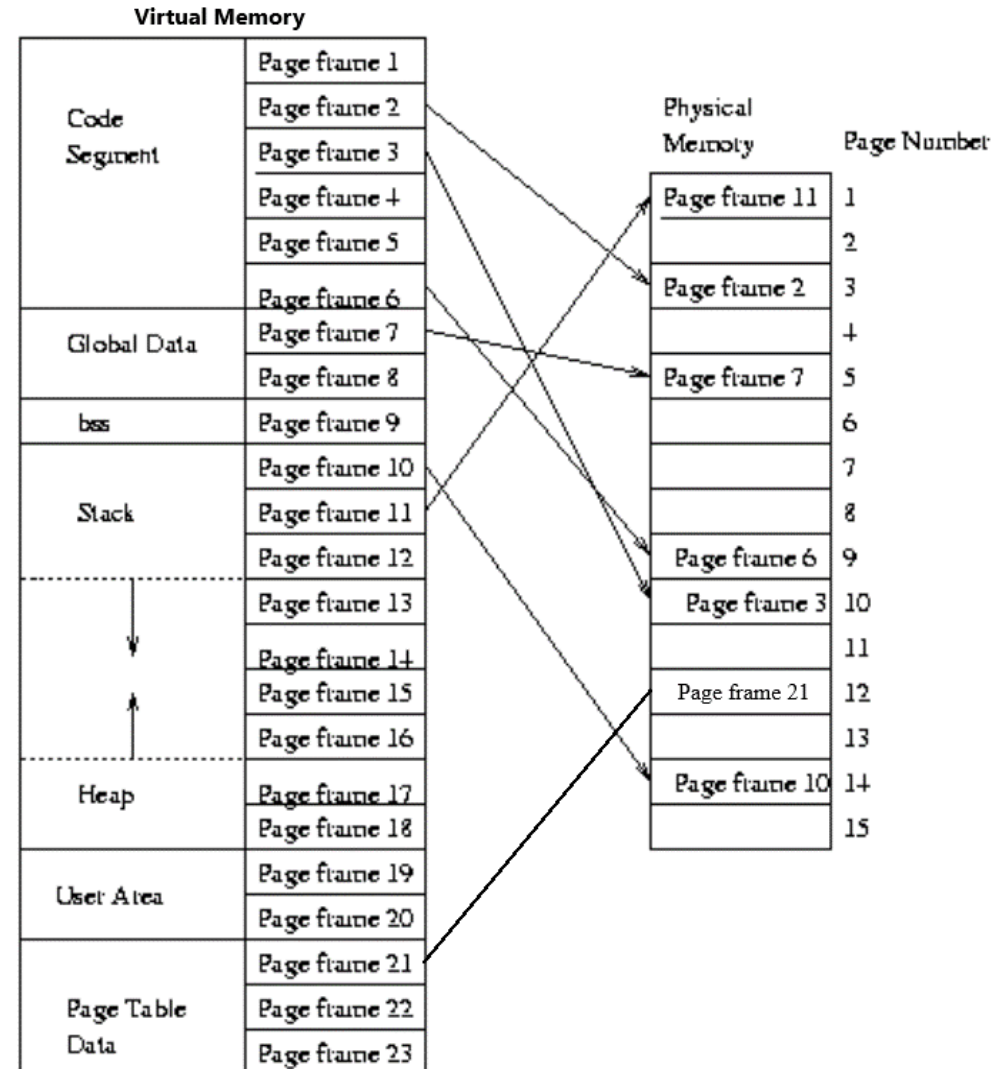 Virtual Memory
Code
Segment
Page frame 1
Page frame 2
Page frame 3
Page frame 4
Page frame 5
Page frame 6
Global Data
Page frame 7
Page frame 8
bss
Page frame 9
Stack
Page frame 10
Page frame 11
Page frame 12
Page frame 13
Page frame 14
Page frame 15
Page frame 16
Heap
Page frame 17
Page frame 18
User Area
Page frame 19
Page frame 20
Page Table
Data
Page frame 21
Page frame 22
Page frame 23
Physical
Memory
Page Number
Page frame 11 1
2
Page frame 2 3
4
Page frame 7 5
6
7
8
Page frame 6 9
Page frame 3 10
11
Page frame 21 12
13
Page frame 10 14
15